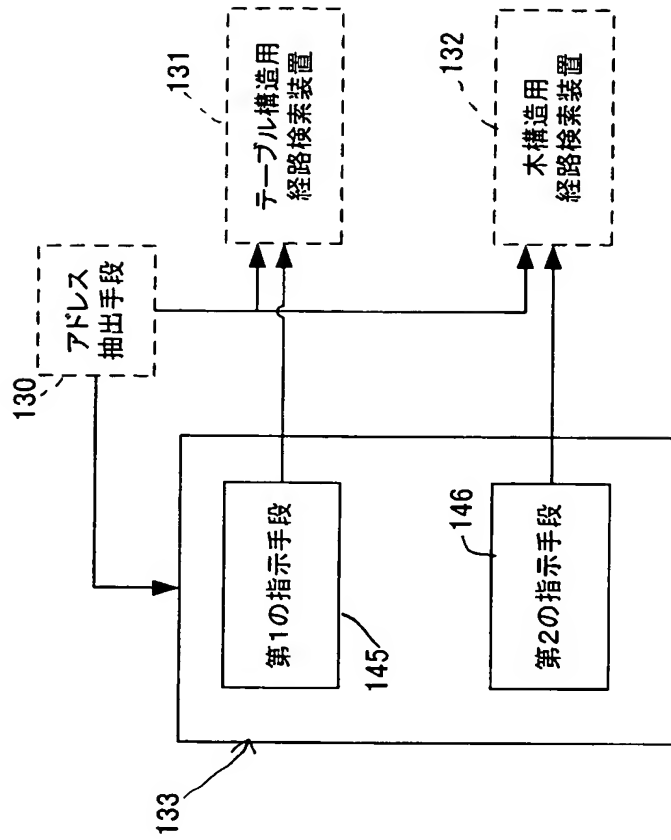 130
アドレス
抽出手段
131
テーブル構造用
経路検索装置
132
木構造用
経路検索装置
133
第1の指示手段
145
第2の指示手段
146